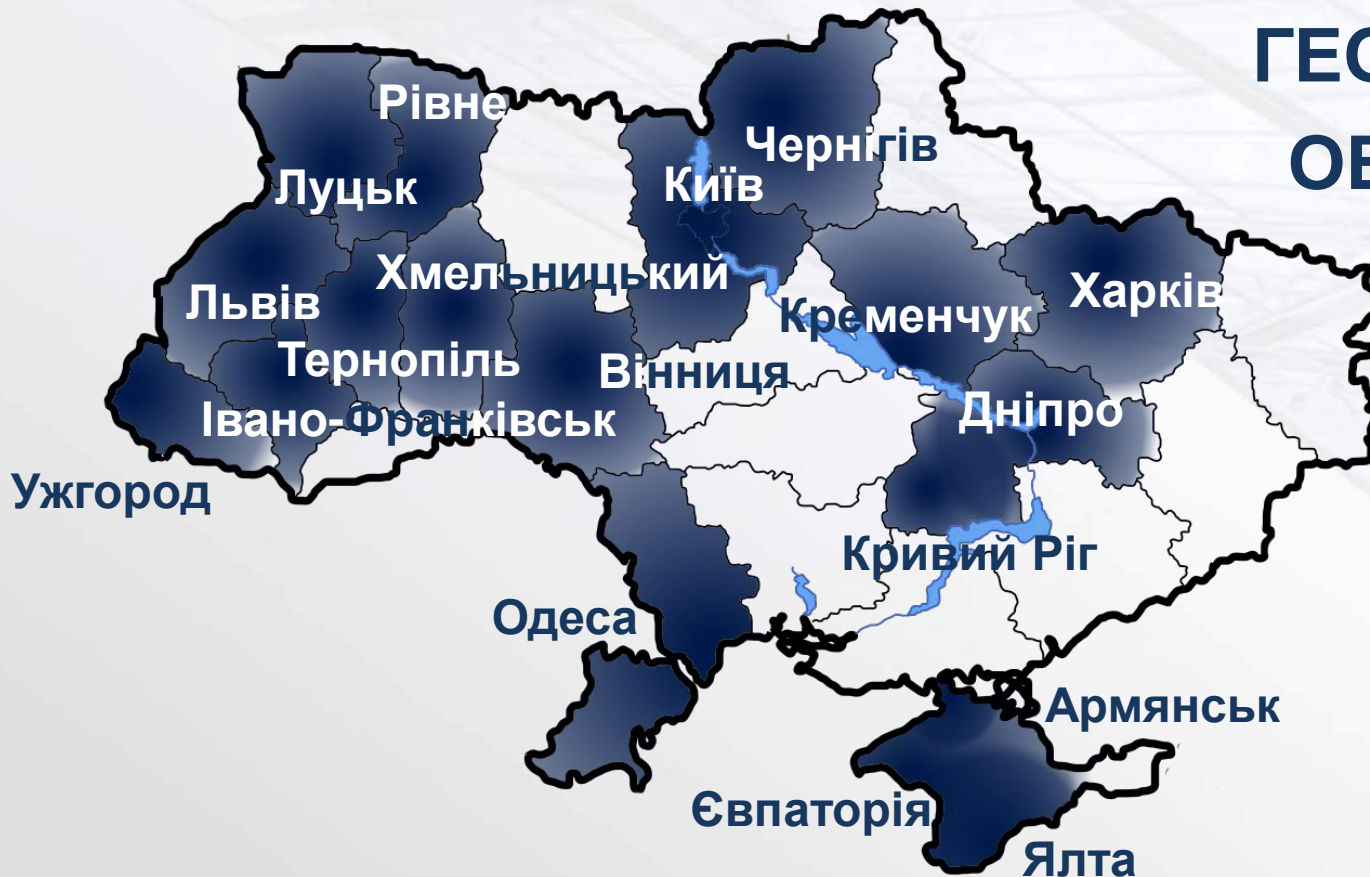 ГЕО
ОБ
Рівне
Чернігів
Луцьк
Київ
Хмельницький
Львів
Харків
Кременчук
Тернопіль
Вінниця
Дніпро
Івано-Франківськ
Ужгород
Кривий Ріг
Одеса
Армянськ
Євпаторія
Ялта